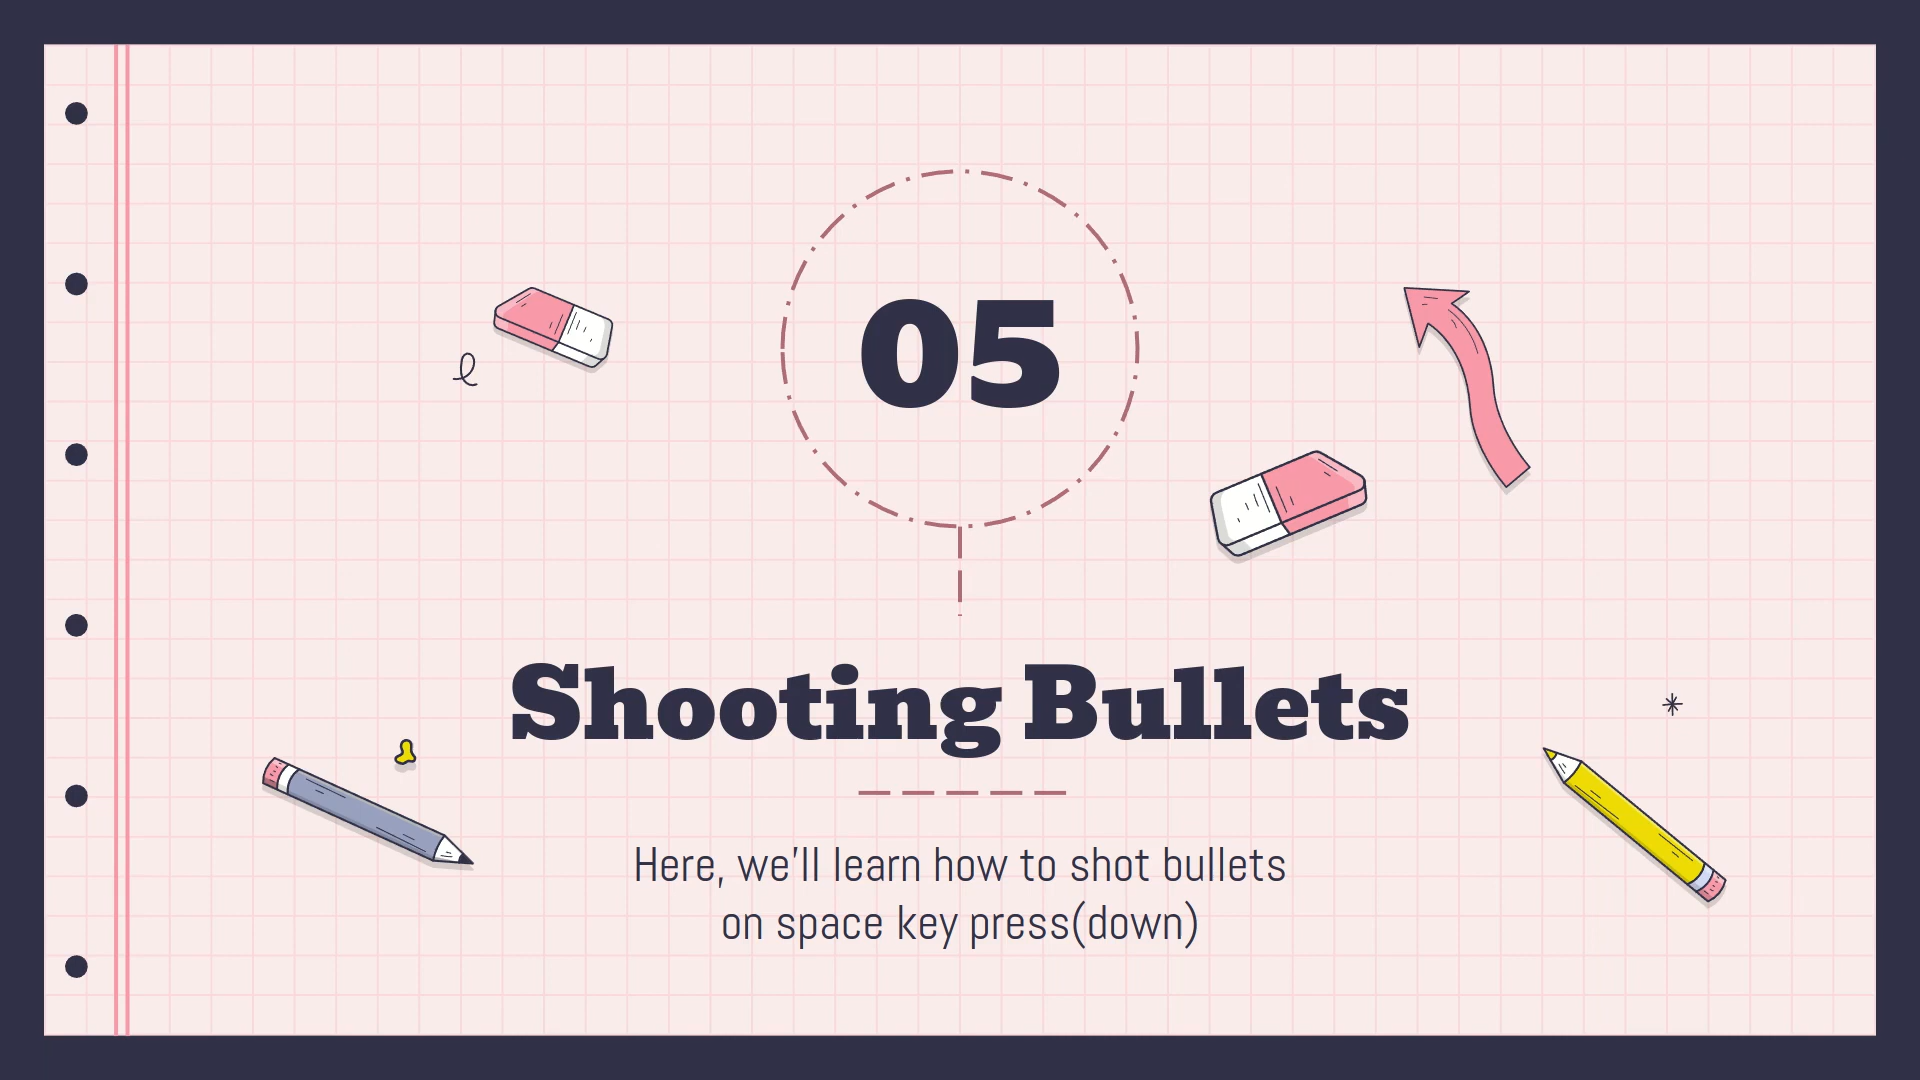 05
Shooting Bullets
Here, we'll learn how to shot bullets
on space key press(down)